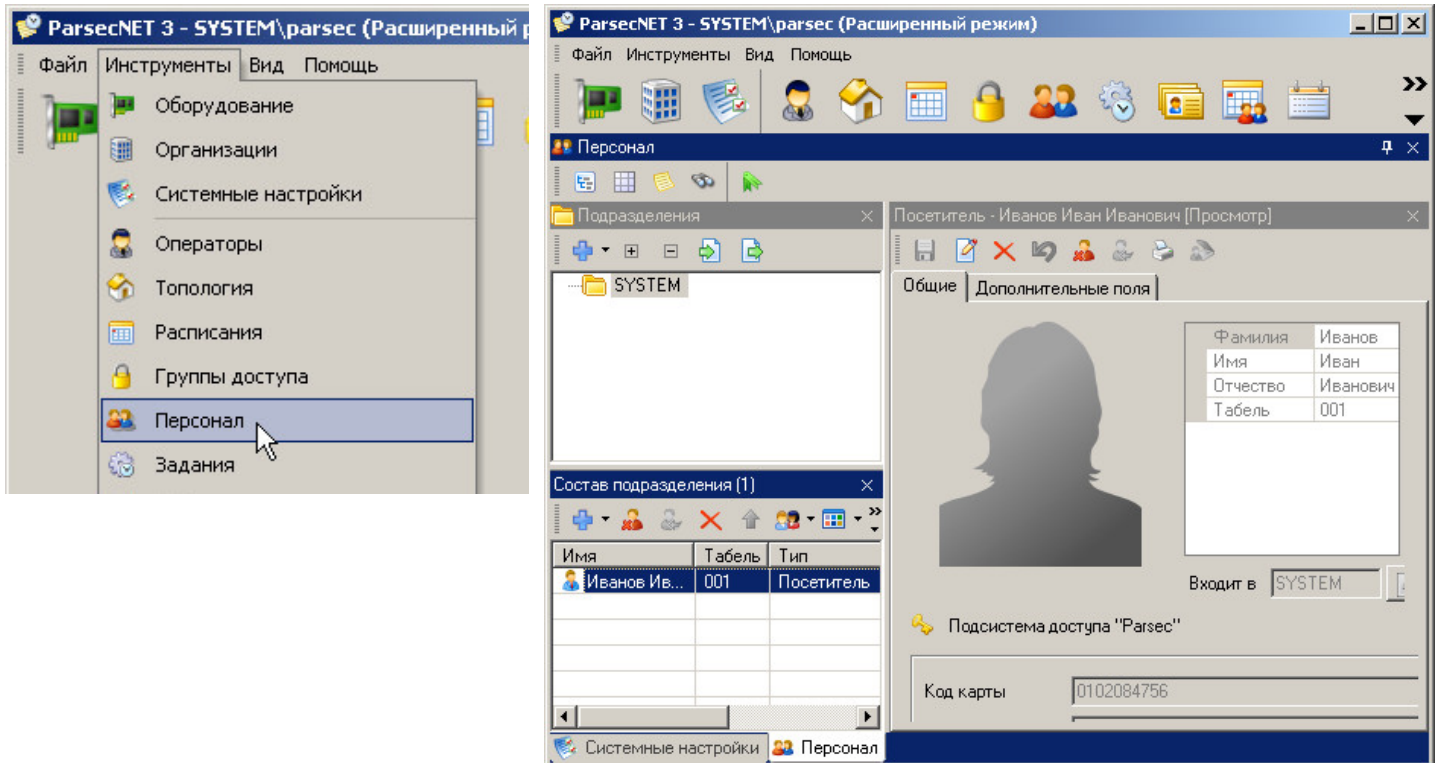 ParsecNET 3 - SYSTEM\parsec (Расширенный р
Файл Инструменты Вид Помощь
Оборудование
Организации
Системные настройки
Операторы
Топология
Расписания
Группы доступа
Персонал
Задания
ParsecNET 3 - SYSTEM\parsec (Расширенный режим)
Файл Инструменты Вид Помощь
Персонал
Подразделения
SYSTEM
Состав подразделения (1)
Имя Табель Тип
Иванов Ив... 001 Посетитель
Посетитель - Иванов Иван Иванович [Просмотр]
Общие Дополнительные поля
Фамилия Иванов
Имя Иван
Отчество Иванович
Табель 001
Входит в SYSTEM
Подсистема доступа "Parsec"
Код карты 0102084756
Системные настройки Персонал